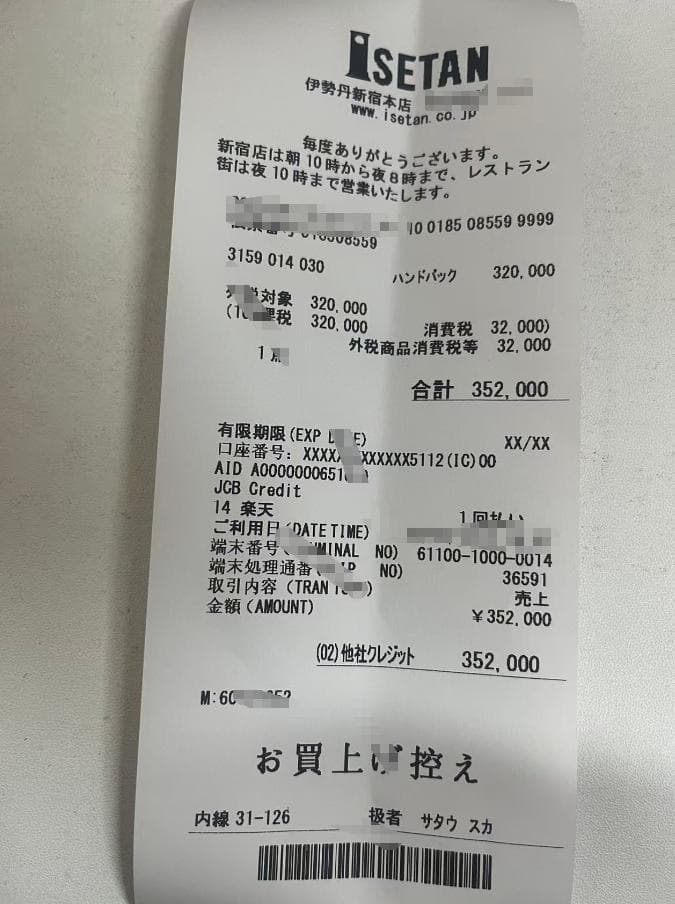 ISETAN
伊勢丹新宿本店
www.isetan.co.jp
毎度ありがとうございます。
新宿店は朝10時から夜8時まで、レストラン
街は夜10時まで営業いたします。
0185 08559 9999
3159 014 030
ハンドパック 320,000
対象 320,000
320,000 消費税 32,000)
外税商品消費税等 32,000
1
合計 352,000
有限期限(EXP XX/XX
口座番号: XXXX XXXXXX5112(IC)00
AID
JCB Credit
14 楽天 1回払い
ご利用日(DATE TIME)
端末番号 NO) 61100-1000-0014
端末処理通番 NO) 36591
取引内容(TRAN 売上
金額(AMOUNT) ¥352,000
(02)他社クレジット 352,000
お買上げ控え
内線 31-126 扱者 サタウ スカ